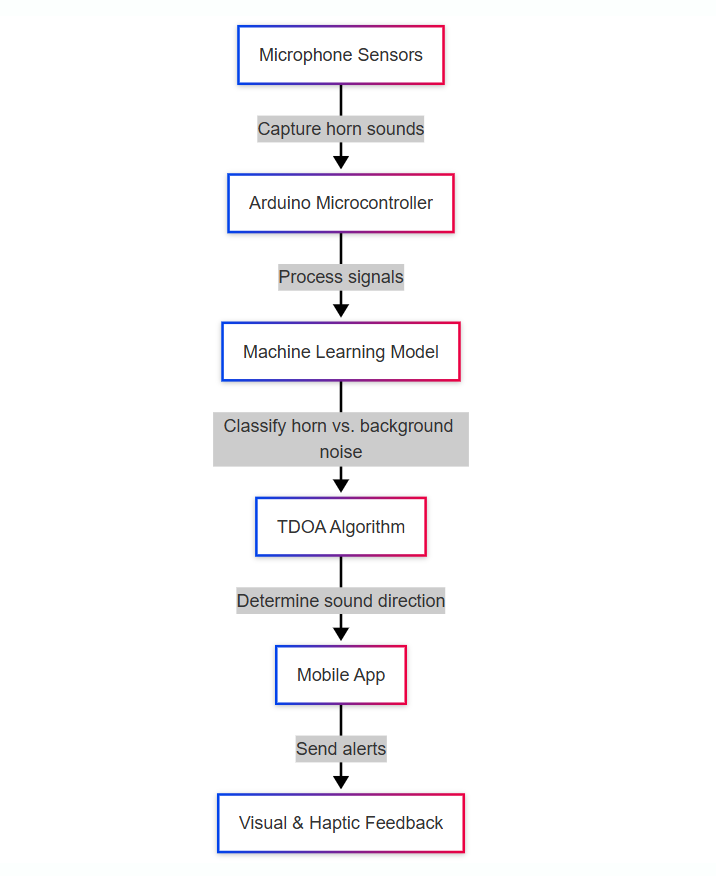 Microphone Sensors
Capture horn sounds
Arduino Microcontroller
Process signals
Machine Learning Model
Classify horn vs. background
noise
TDOA Algorithm
Determine sound direction
Mobile App
Send alerts
Visual & Haptic Feedback